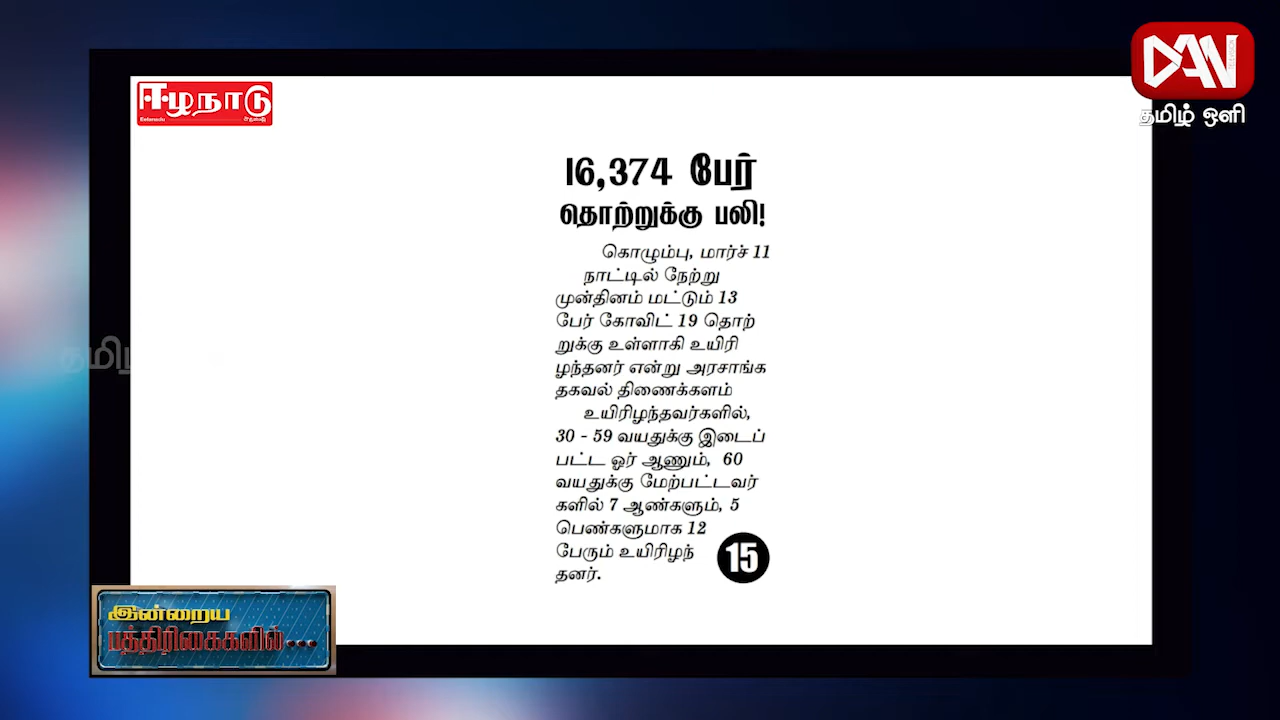 ஈழநாடு
DAN
தமிழ் ஒளி
16,374 பேர்
தொற்றுக்கு பலி!
கொழும்பு, மார்ச் 11
நாட்டில் நேற்று
முன்தினம் மட்டும் 13
பேர் கோவிட் 19 தொற்
றுக்கு உள்ளாகி உயிரி
ழந்தனர் என்று அரசாங்க
தகவல் திணைக்களம்
உயிரிழந்தவர்களில்,
30 - 59 வயதுக்கு இடைப்
பட்ட ஓர் ஆணும், 60
வயதுக்கு மேற்பட்டவர்
களில் 7 ஆண்களும், 5
பெண்களுமாக 12
பேரும் உயிரிழந்
தனர்.
15
தமிழ்
இன்றைய
பத்திரிகைகளில்...